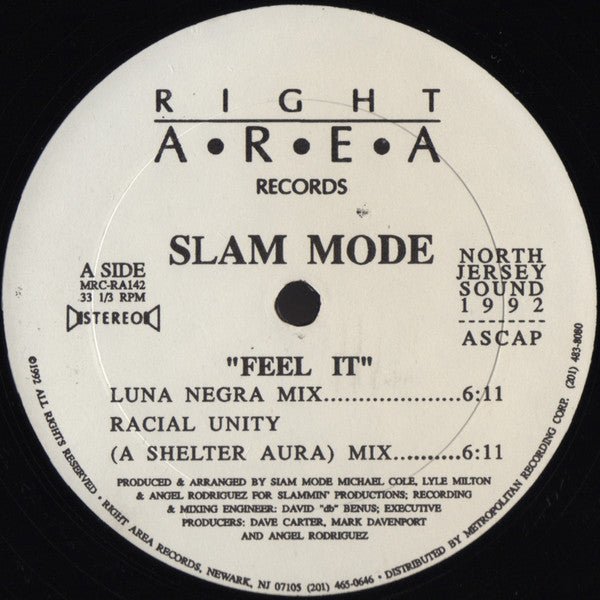 RIGHT
A•R•E•A
RECORDS
SLAM MODE
A SIDE
MRC-RA142
33 1/3 RPM
STEREO
NORTH
JERSEY
SOUND
1992
--------
ASCAP
"FEEL IT"
LUNA NEGRA MIX....................6:11
RACIAL UNITY
(A SHELTER AURA) MIX..........6:11
PRODUCED & ARRANGED BY SIAM MODE MICHAEL COLE, LYLE MILTON
& ANGEL RODRIGUEZ FOR SLAMMIN' PRODUCTIONS; RECORDING
& MIXING ENGINEER: DAVID "db" BENUS; EXECUTIVE
PRODUCERS: DAVE CARTER, MARK DAVENPORT
AND ANGEL RODRIGUEZ
©1992 ALL RIGHTS RESERVED • RIGHT AREA RECORDS, NEWARK, NJ 07105 (201) 465-0646 • DISTRIBUTED BY METROPOLITAN RECORDING CORP. (201) 483-8080